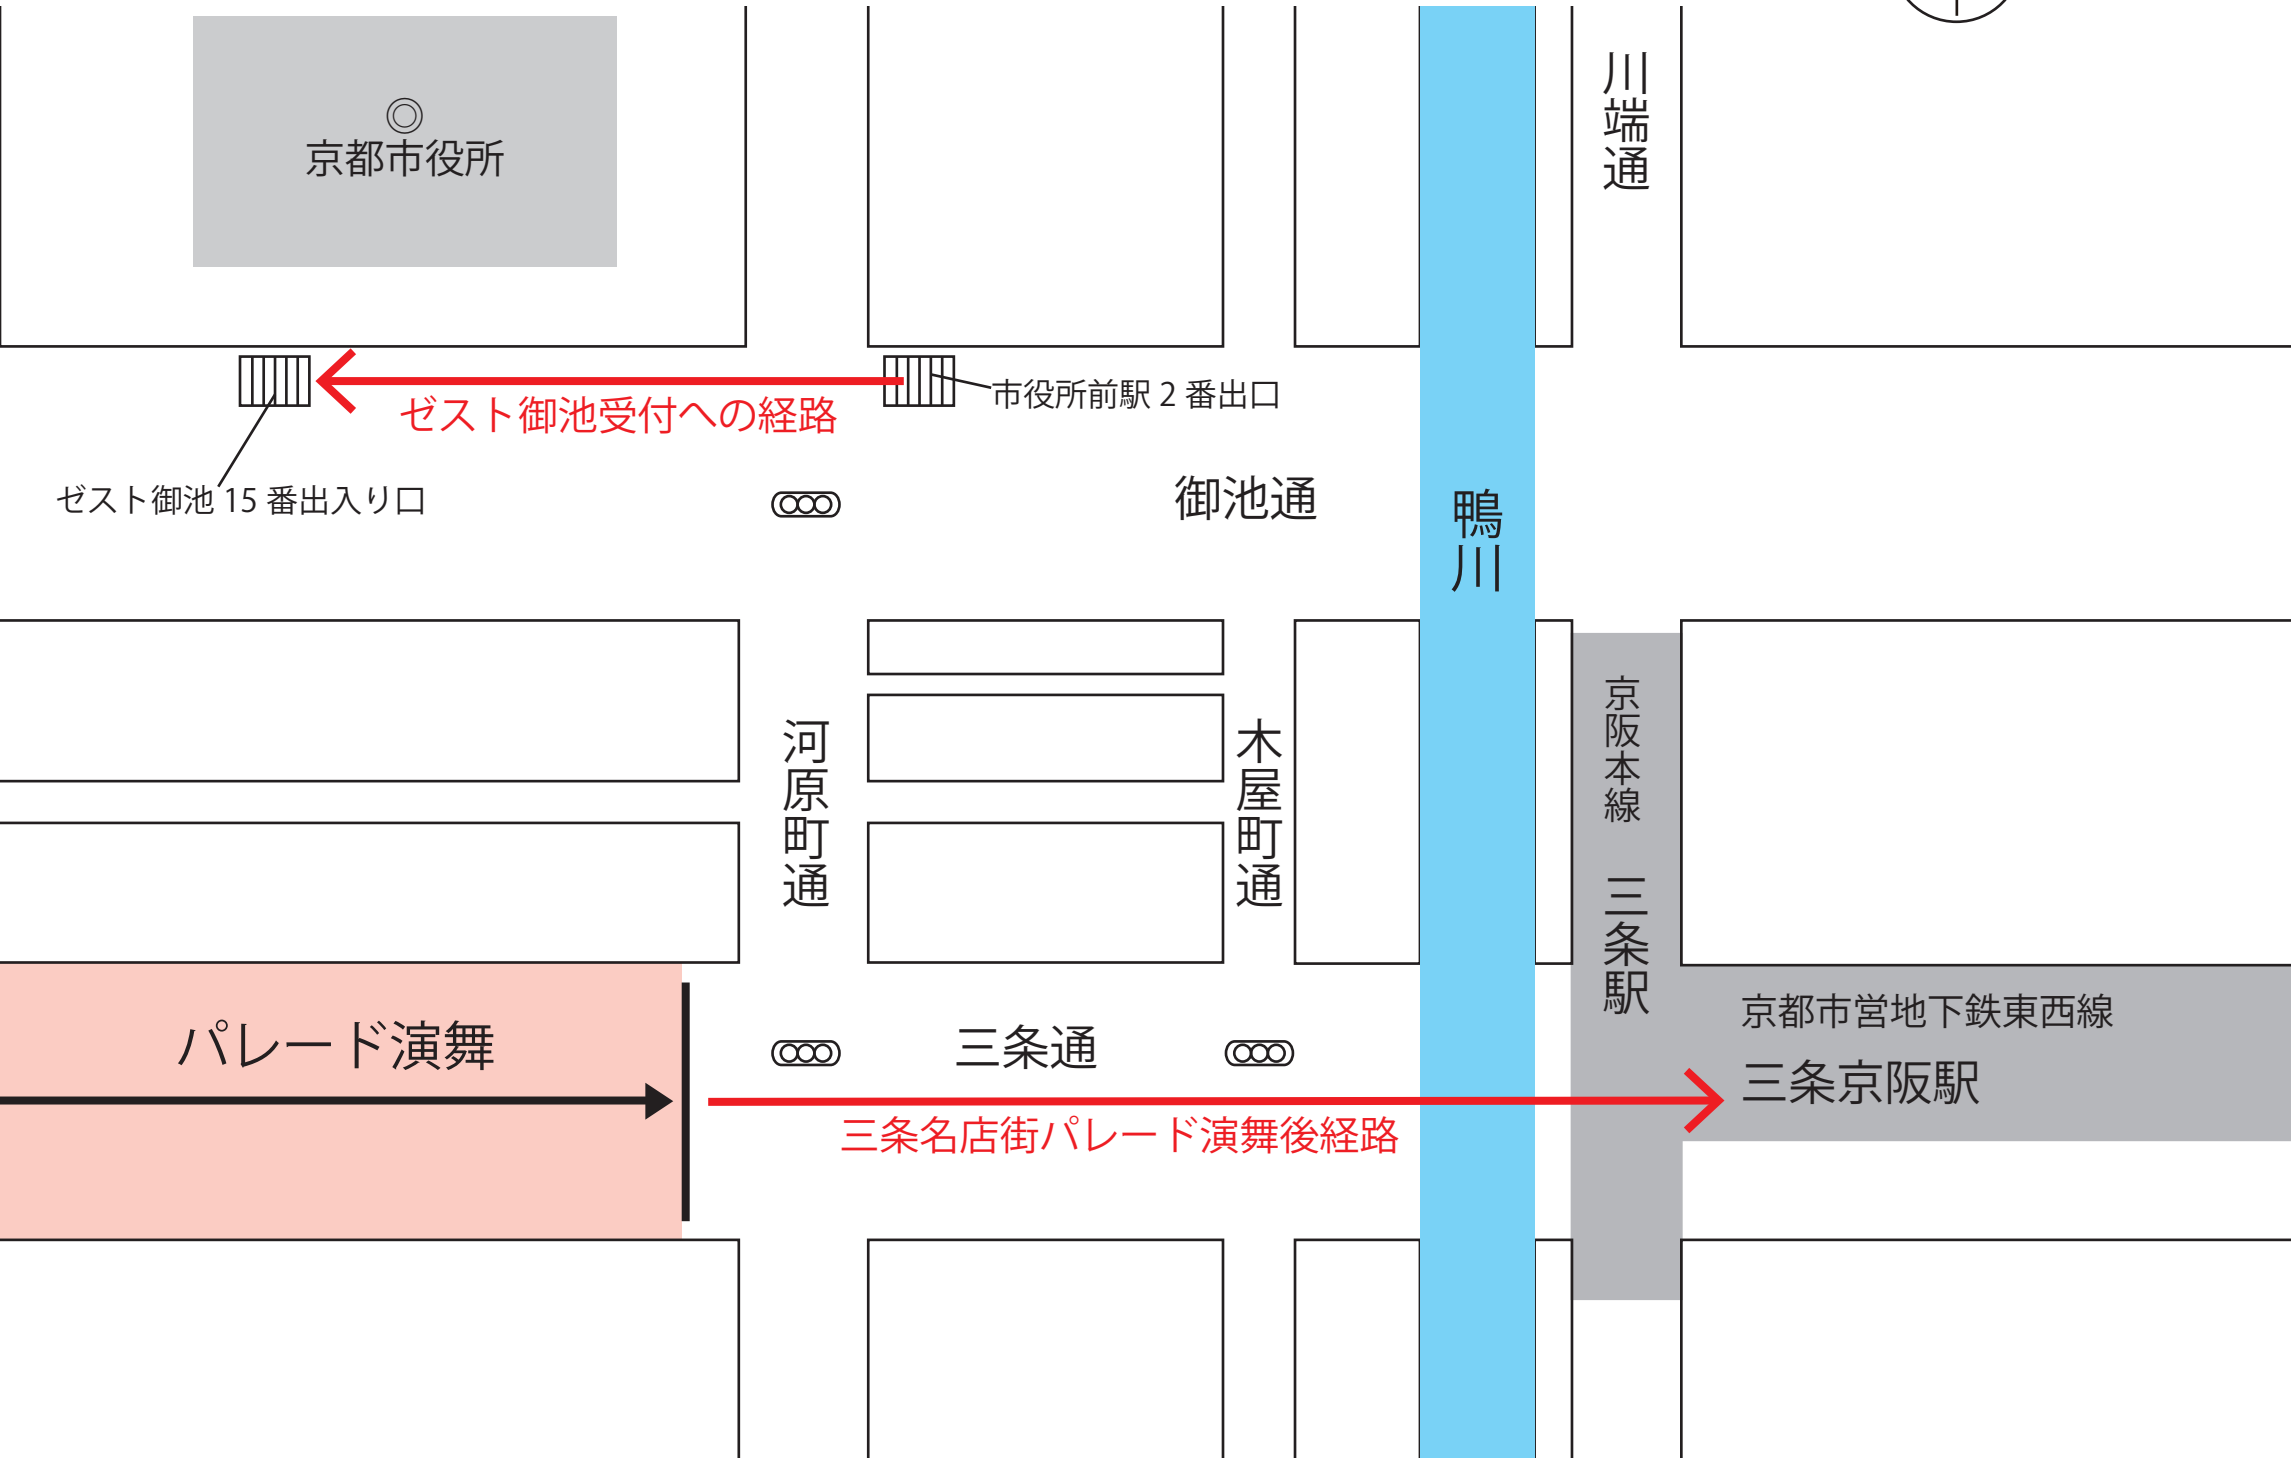 川端通
◎
京都市役所
市役所前駅 2 番出口
ゼスト御池受付への経路
ゼスト御池 15 番出入り口
御池通
鴨川
河原町通
木屋町通
京阪本線 三条駅
京都市営地下鉄東西線
三条京阪駅
パレード演舞
三条通
三条名店街パレード演舞後経路